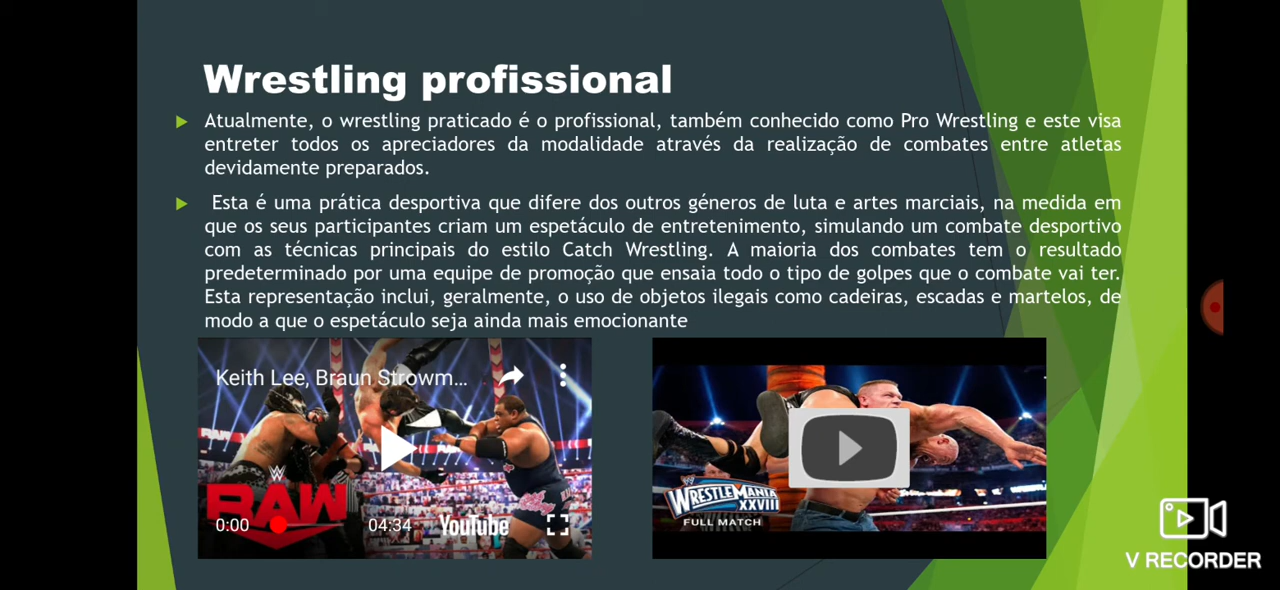 Wrestling profissional
Atualmente, o wrestling praticado é o profissional, também conhecido como Pro Wrestling e este visa
entreter todos os apreciadores da modalidade através da realização de combates entre atletas
devidamente preparados.
Esta é uma prática desportiva que difere dos outros géneros de luta e artes marciais, na medida em
que os seus participantes criam um espetáculo de entretenimento, simulando um combate desportivo
com as técnicas principais do estilo Catch Wrestling. A maioria dos combates tem o resultado
predeterminado por uma equipe de promoção que ensaia todo o tipo de golpes que o combate vai ter.
Esta representação inclui, geralmente, o uso de objetos ilegais como cadeiras, escadas e martelos, de
modo a que o espetáculo seja ainda mais emocionante
Keith Lee, Braun Strowm...
RAW
0:00 04:34 YouTube
WRESTLEMANIA
XXVIII
FULL MATCH
V RECORDER